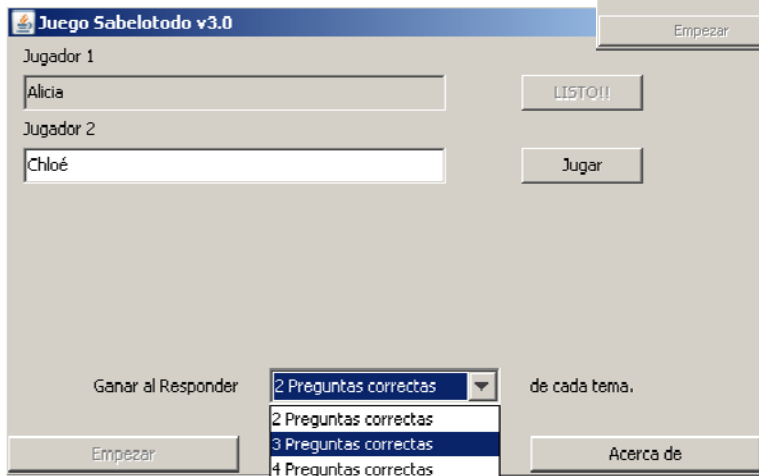 Juego Sabelotodo v3.0
Empezar
Jugador 1
Alicia
LISTO!!
Jugador 2
Chloé
Jugar
Ganar al Responder
2 Preguntas correctas
de cada tema.
2 Preguntas correctas
3 Preguntas correctas
4 Preguntas correctas
Empezar
Acerca de